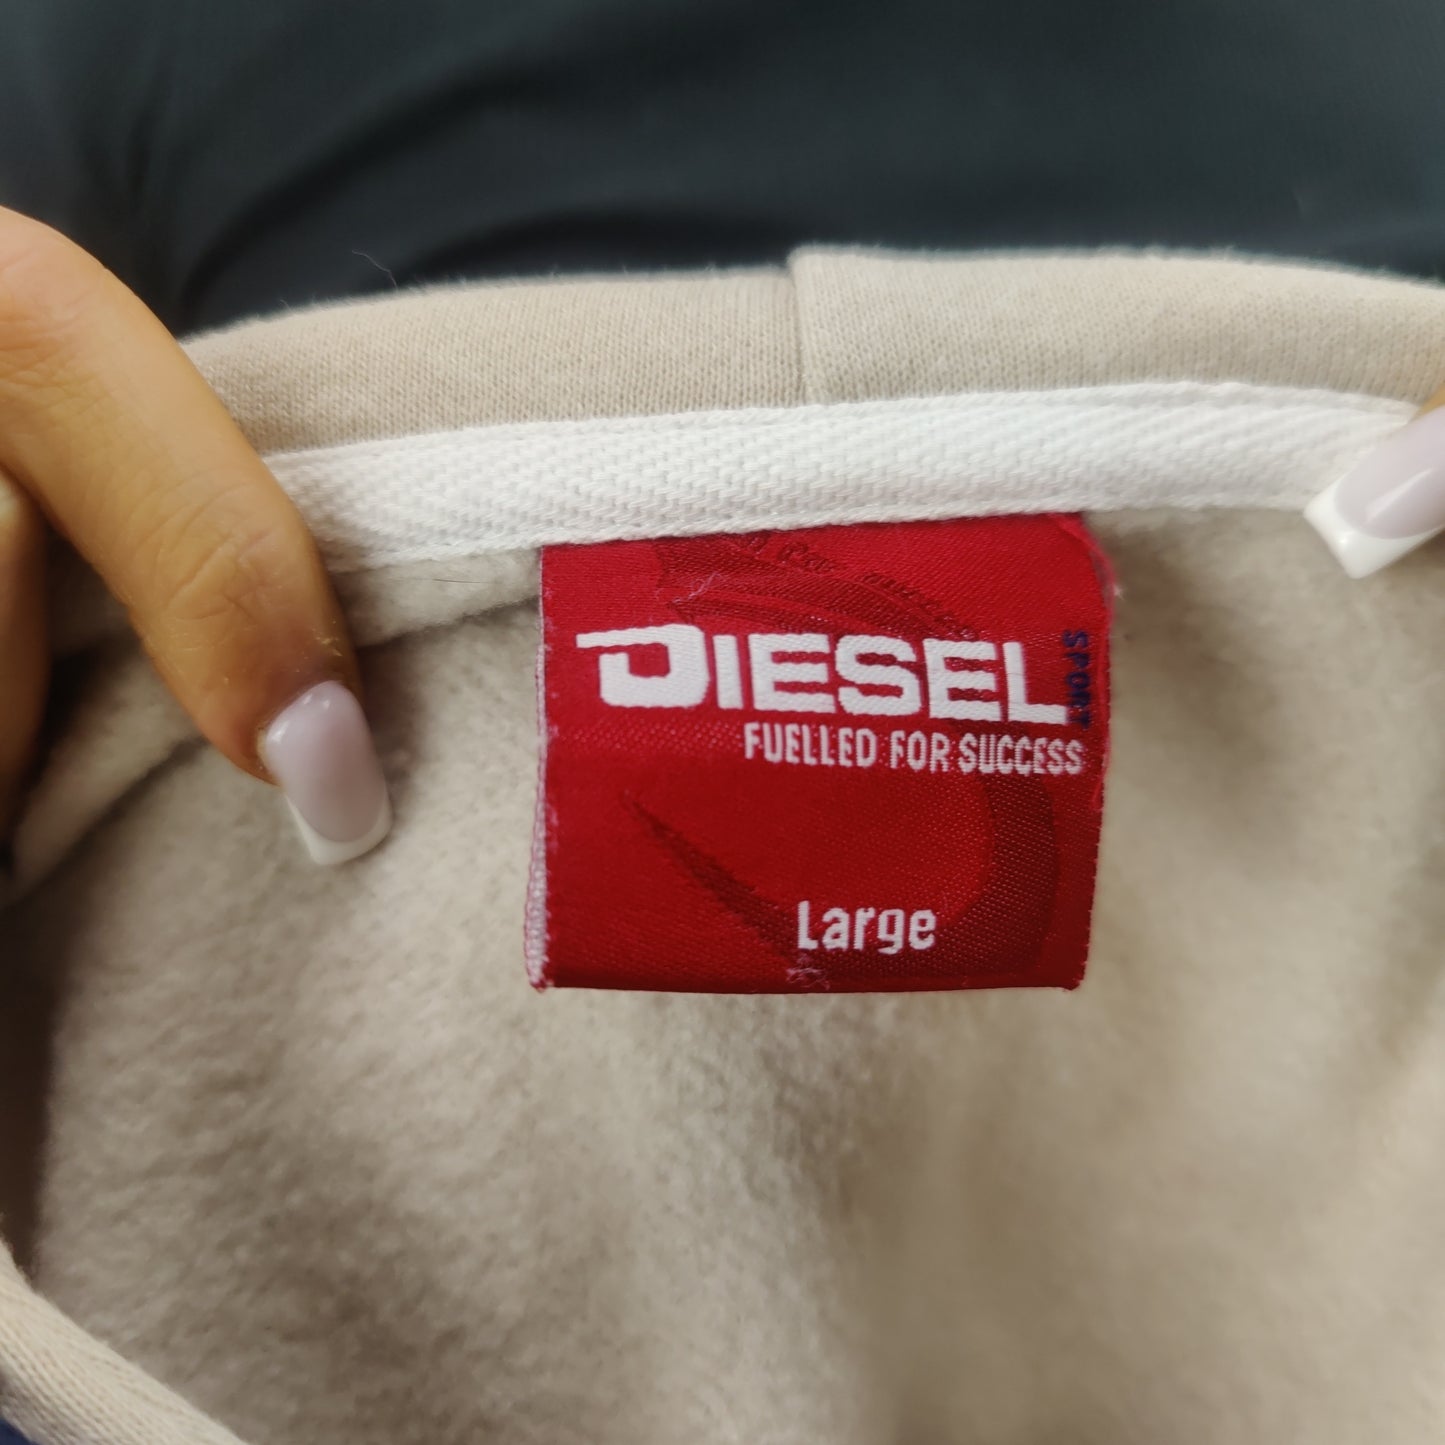 DIESEL
SPORT
FUELLED FOR SUCCESS
Large